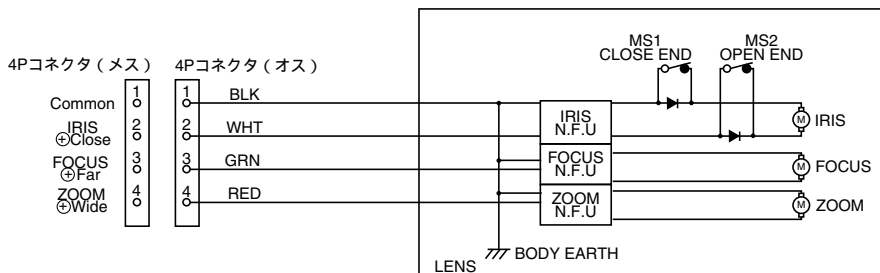 MS1
CLOSE END
MS2
OPEN END
4Pコネクタ（メス）
4Pコネクタ（オス）
Common
1
1
BLK
IRIS
⊕Close
2
2
WHT
FOCUS
⊕Far
3
3
GRN
ZOOM
⊕Wide
4
4
RED
IRIS
N.F.U
FOCUS
N.F.U
ZOOM
N.F.U
M
IRIS
M
FOCUS
M
ZOOM
BODY EARTH
LENS